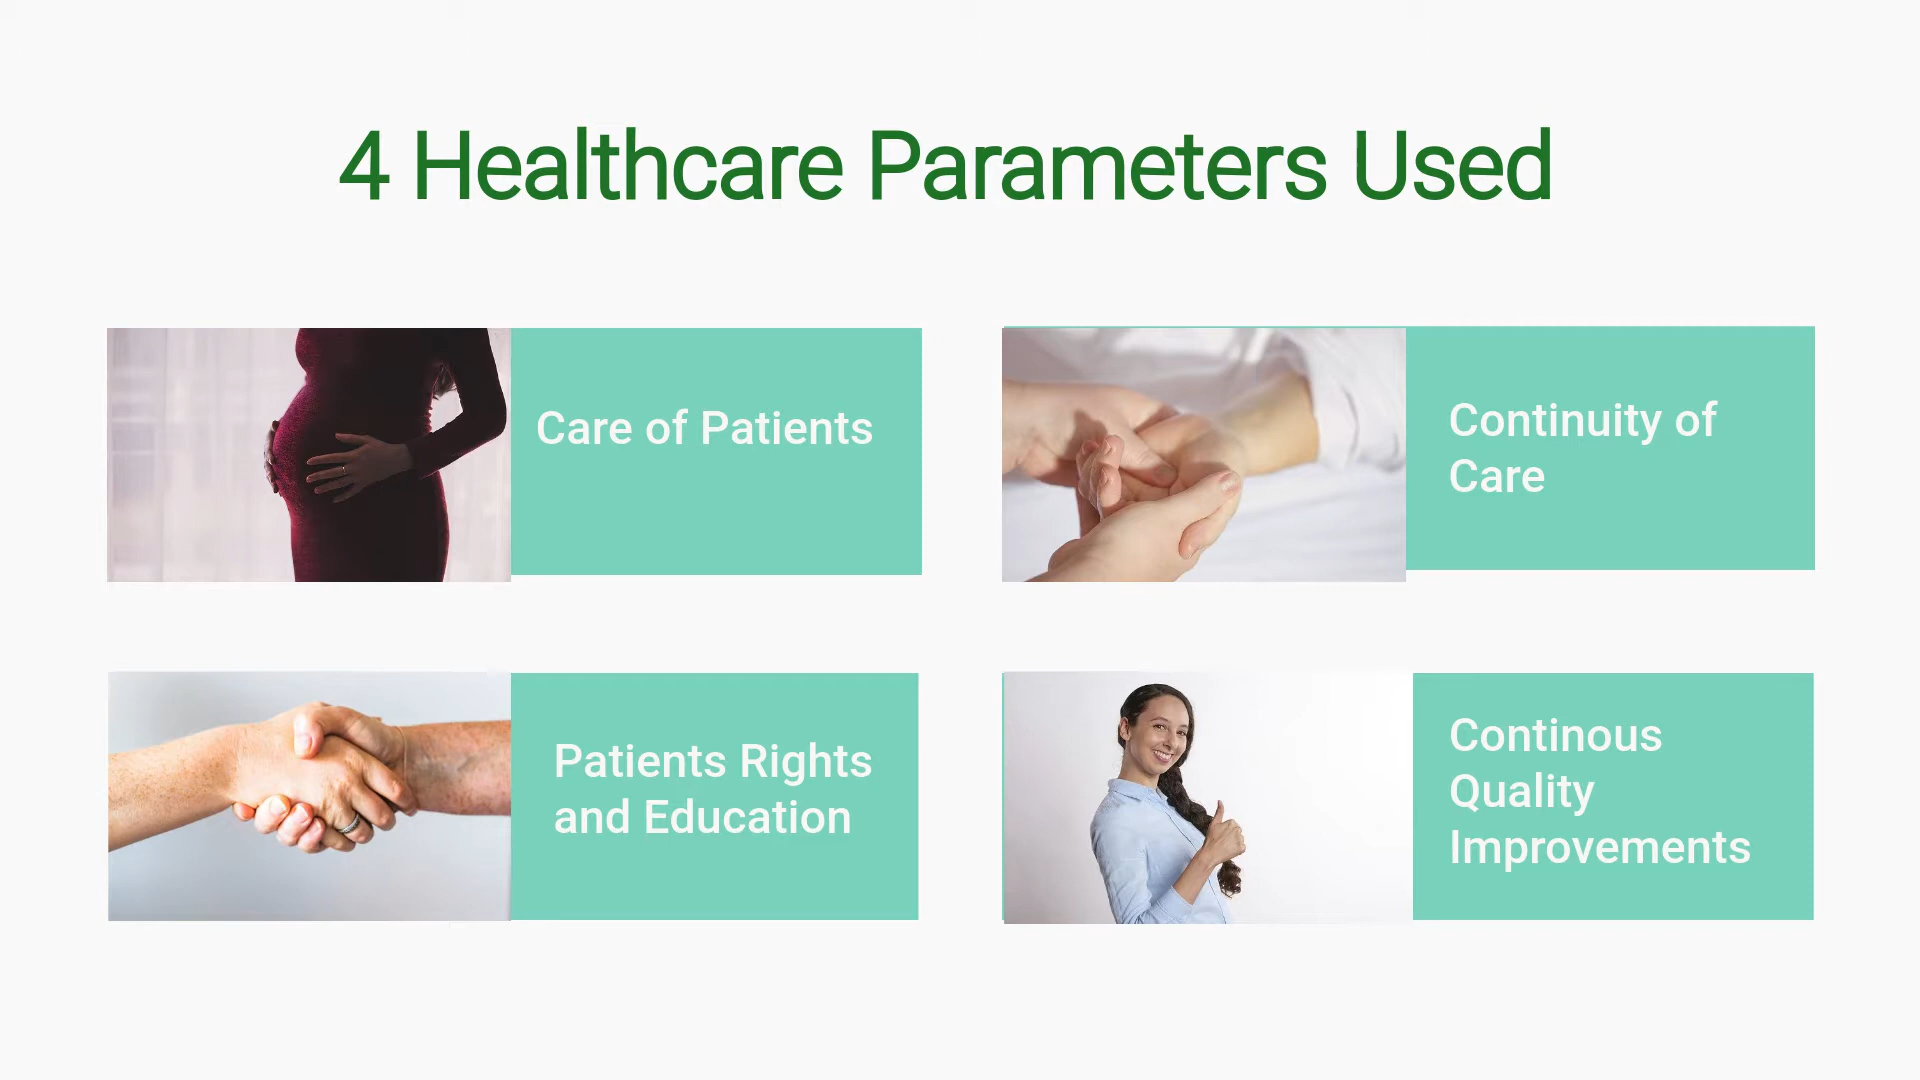 4 Healthcare Parameters Used
Care of Patients
Continuity of
Care
Patients Rights
and Education
Continous
Quality
Improvements